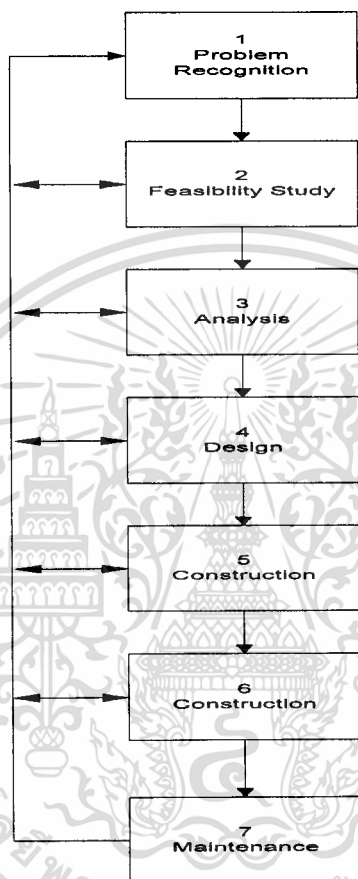 1
Problem
Recognition
2
Feasibility Study
3
Analysis
4
Design
5
Construction
6
Construction
7
Maintenance